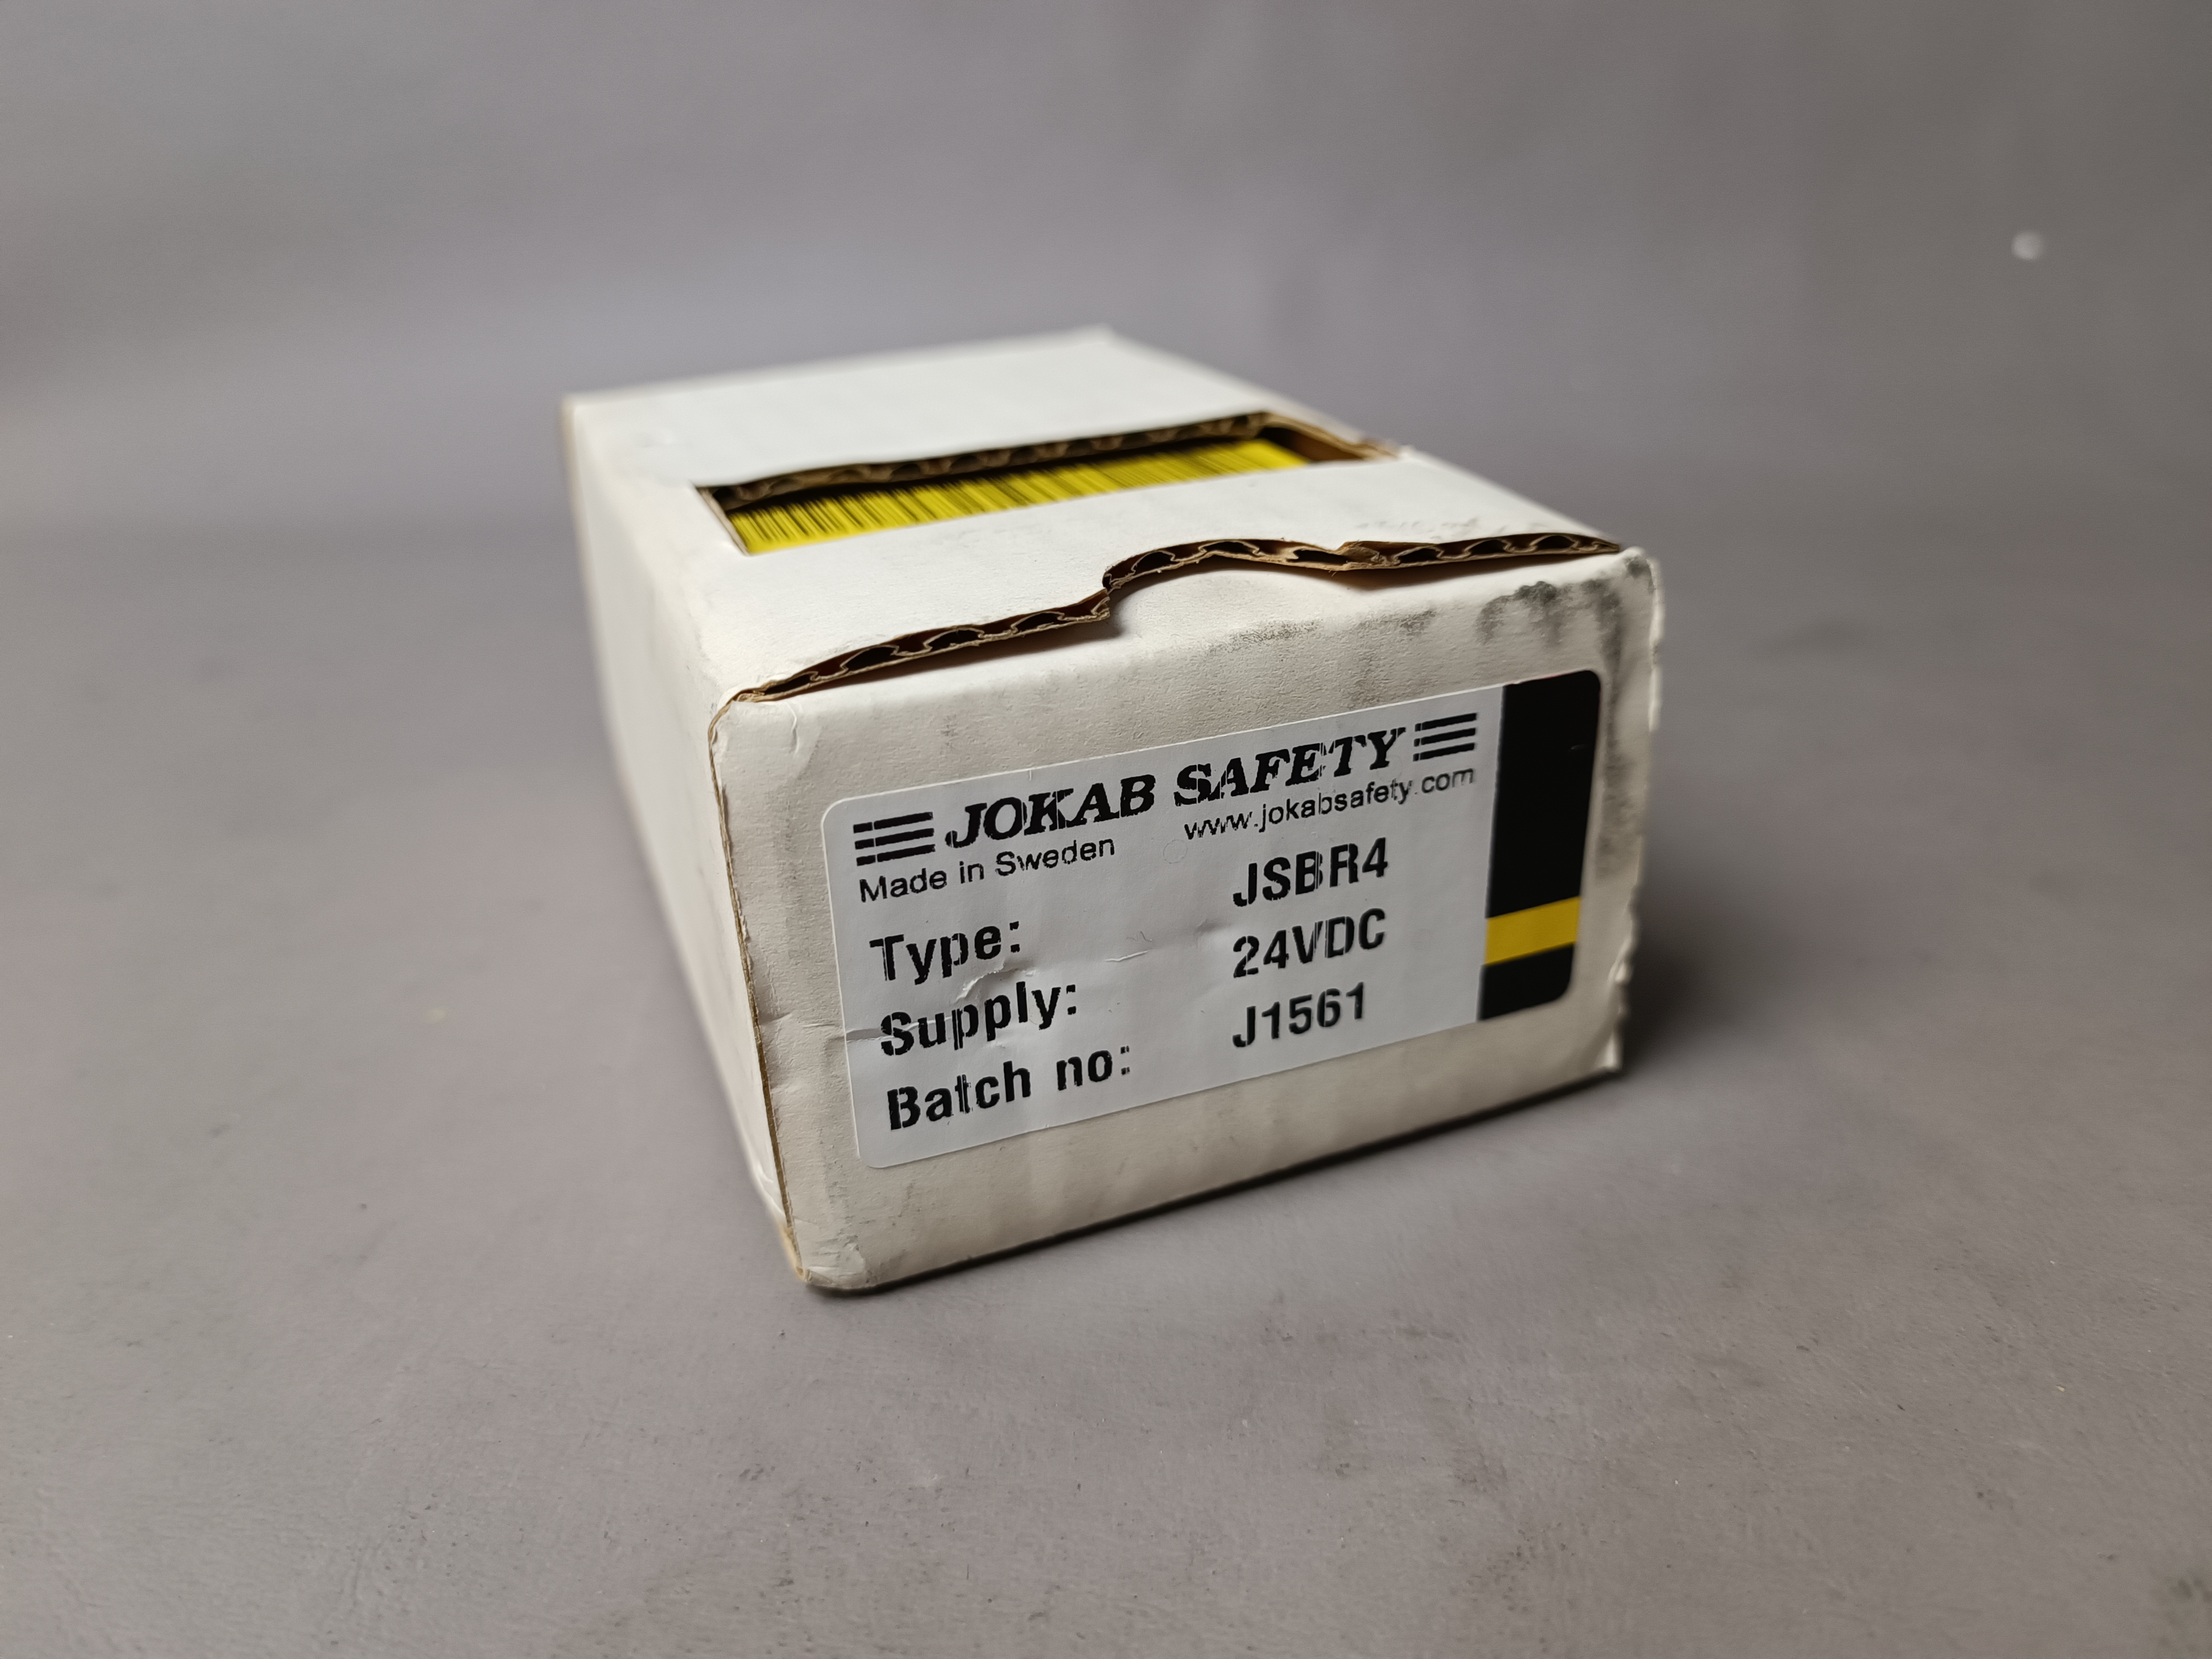 JOKAB SAFETY
Made in Sweden www.jokabsafety.com
Type: JSBR4
Supply: 24VDC
Batch no: J1561